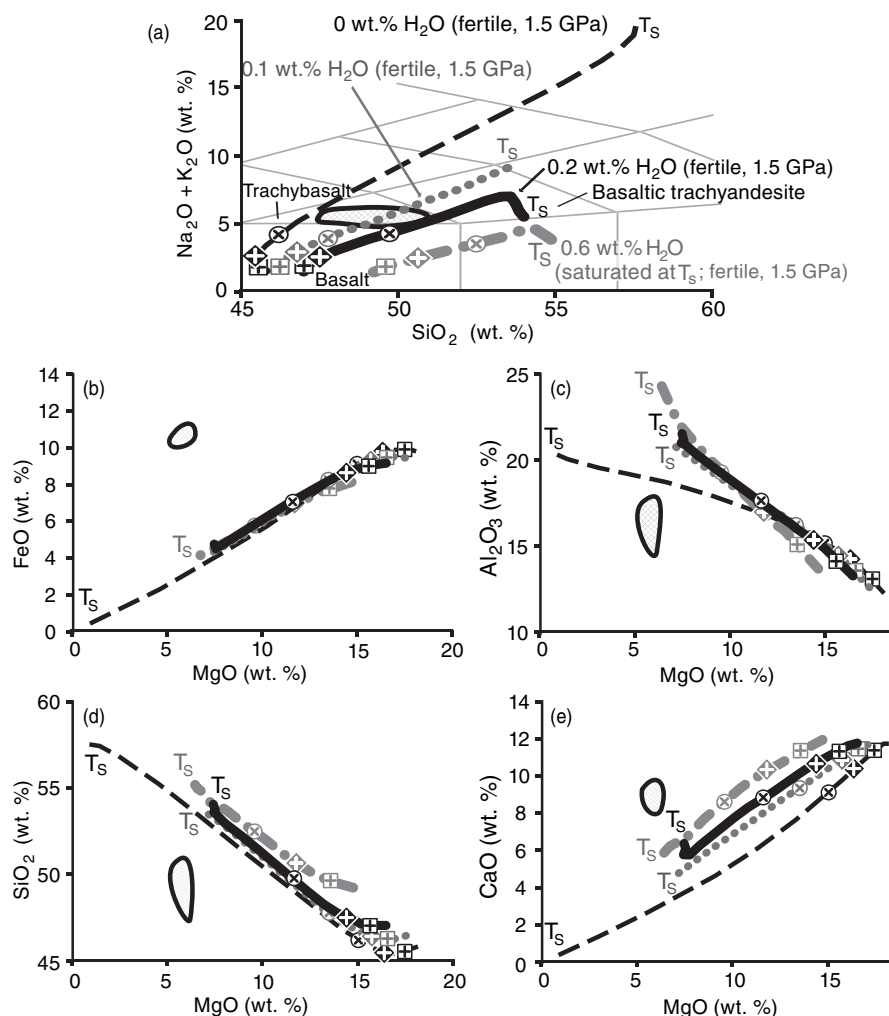 (a)
0 wt.% H₂O (fertile, 1.5 GPa)
Tₛ
0.1 wt.% H₂O (fertile, 1.5 GPa)
Tₛ
0.2 wt.% H₂O (fertile, 1.5 GPa)
Trachybasalt
Tₛ
Basaltic trachyandesite
Tₛ
0.6 wt.% H₂O
(saturated at Tₛ; fertile, 1.5 GPa)
Basalt
20
15
10
5
0
Na₂O + K₂O (wt. %)
45
50
55
60
SiO₂ (wt. %)
(b)
14
12
10
8
6
4
2
0
FeO (wt. %)
Tₛ
Tₛ
0
5
10
15
20
MgO (wt. %)
(c)
25
20
15
10
Al₂O₃ (wt. %)
Tₛ
Tₛ
Tₛ
Tₛ
0
5
10
15
MgO (wt. %)
(d)
60
55
50
45
SiO₂ (wt. %)
Tₛ
Tₛ
Tₛ
Tₛ
0
5
10
15
20
MgO (wt. %)
(e)
14
12
10
8
6
4
2
0
CaO (wt. %)
Tₛ
Tₛ
Tₛ
Tₛ
0
5
10
15
MgO (wt. %)